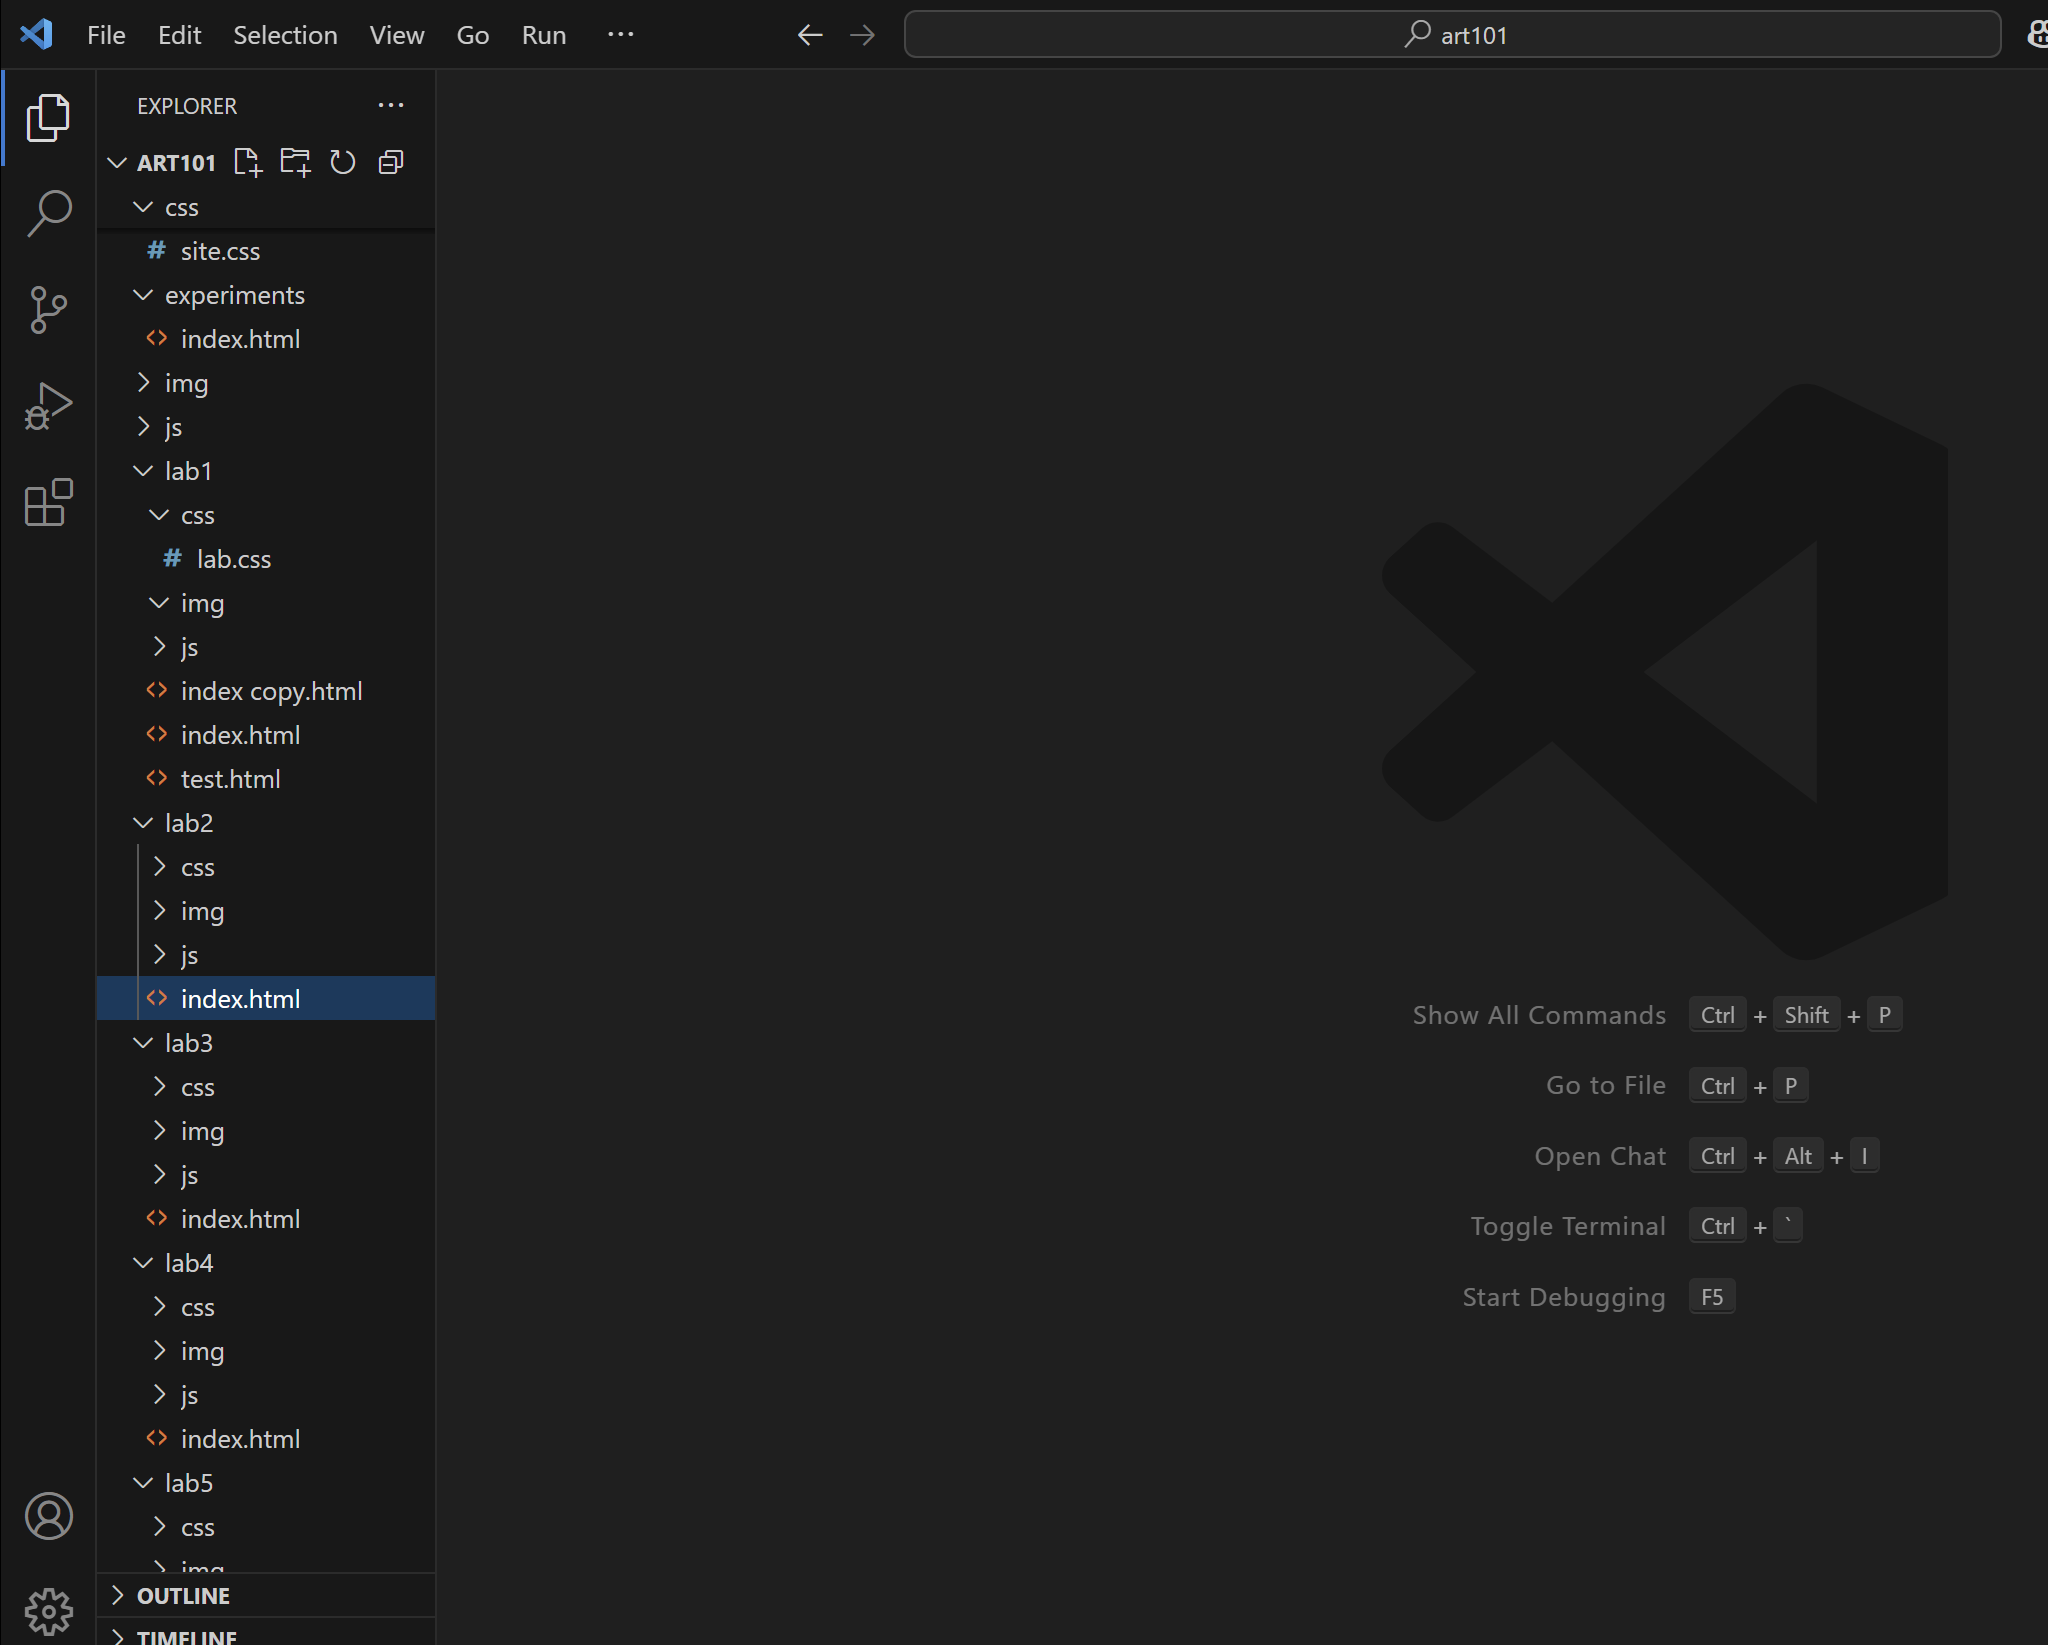 File Edit Selection View Go Run ···
art101
EXPLORER
ART101
css
# site.css
experiments
<> index.html
img
js
lab1
css
# lab.css
img
js
<> index copy.html
<> index.html
<> test.html
lab2
css
img
js
<> index.html
lab3
css
img
js
<> index.html
lab4
css
img
js
<> index.html
lab5
css
img
OUTLINE
TIMELINE
Show All Commands Ctrl + Shift + P
Go to File Ctrl + P
Open Chat Ctrl + Alt + I
Toggle Terminal Ctrl + `
Start Debugging F5